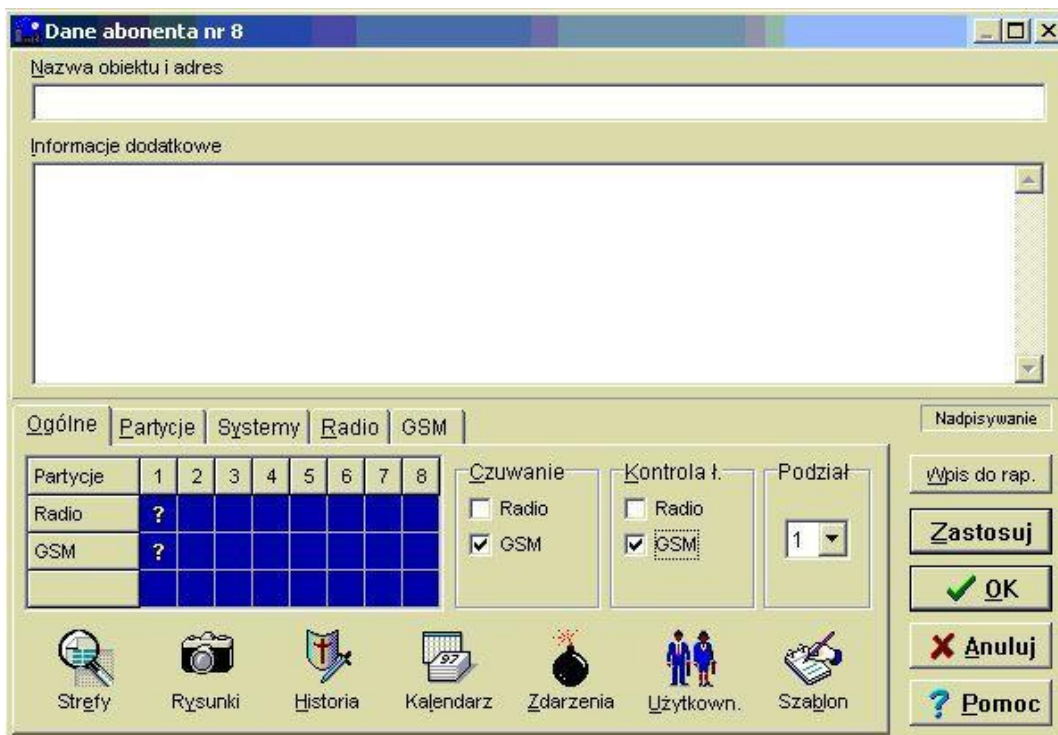 Dane abonenta nr 8
Nazwa obiektu i adres
Informacje dodatkowe
Ogólne Partycje Systemy Radio GSM
Nadpisywanie
Partycje 1 2 3 4 5 6 7 8
Radio ?
GSM ?
Czuwanie
Radio
GSM
Kontrola ł.
Radio
GSM
Podział
1
Wpis do rap.
Zastosuj
OK
Anuluj
Pomoc
97
Strefy Rysunki Historia Kalendarz Zdarzenia Użytkown. Szablon